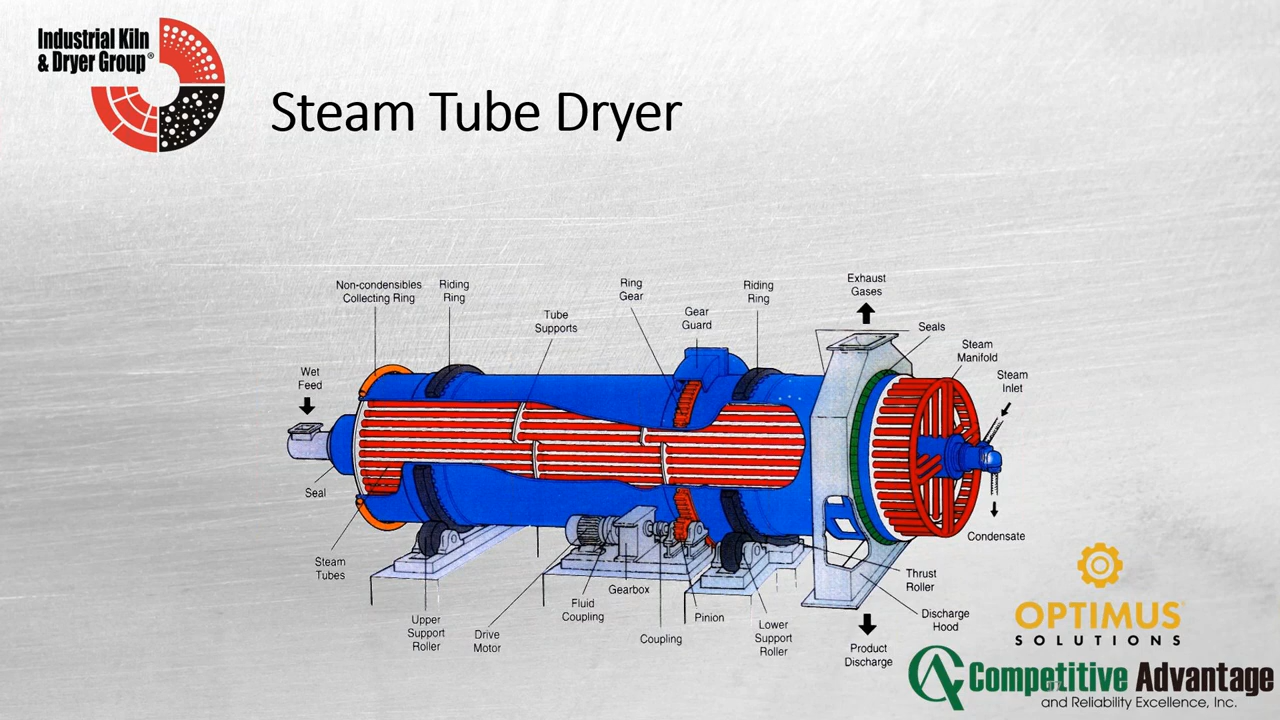 Industrial Kiln
& Dryer Group®
Steam Tube Dryer
Non-condensibles
Collecting Ring
Riding
Ring
Tube
Supports
Ring
Gear
Gear
Guard
Riding
Ring
Exhaust
Gases
Seals
Steam
Manifold
Steam
Inlet
Wet
Feed
Seal
Steam
Tubes
Upper
Support
Roller
Drive
Motor
Fluid
Coupling
Gearbox
Coupling
Pinion
Lower
Support
Roller
Product
Discharge
Discharge
Hood
Thrust
Roller
Condensate
OPTIMUS
SOLUTIONS
Competitive Advantage
and Reliability Excellence, Inc.